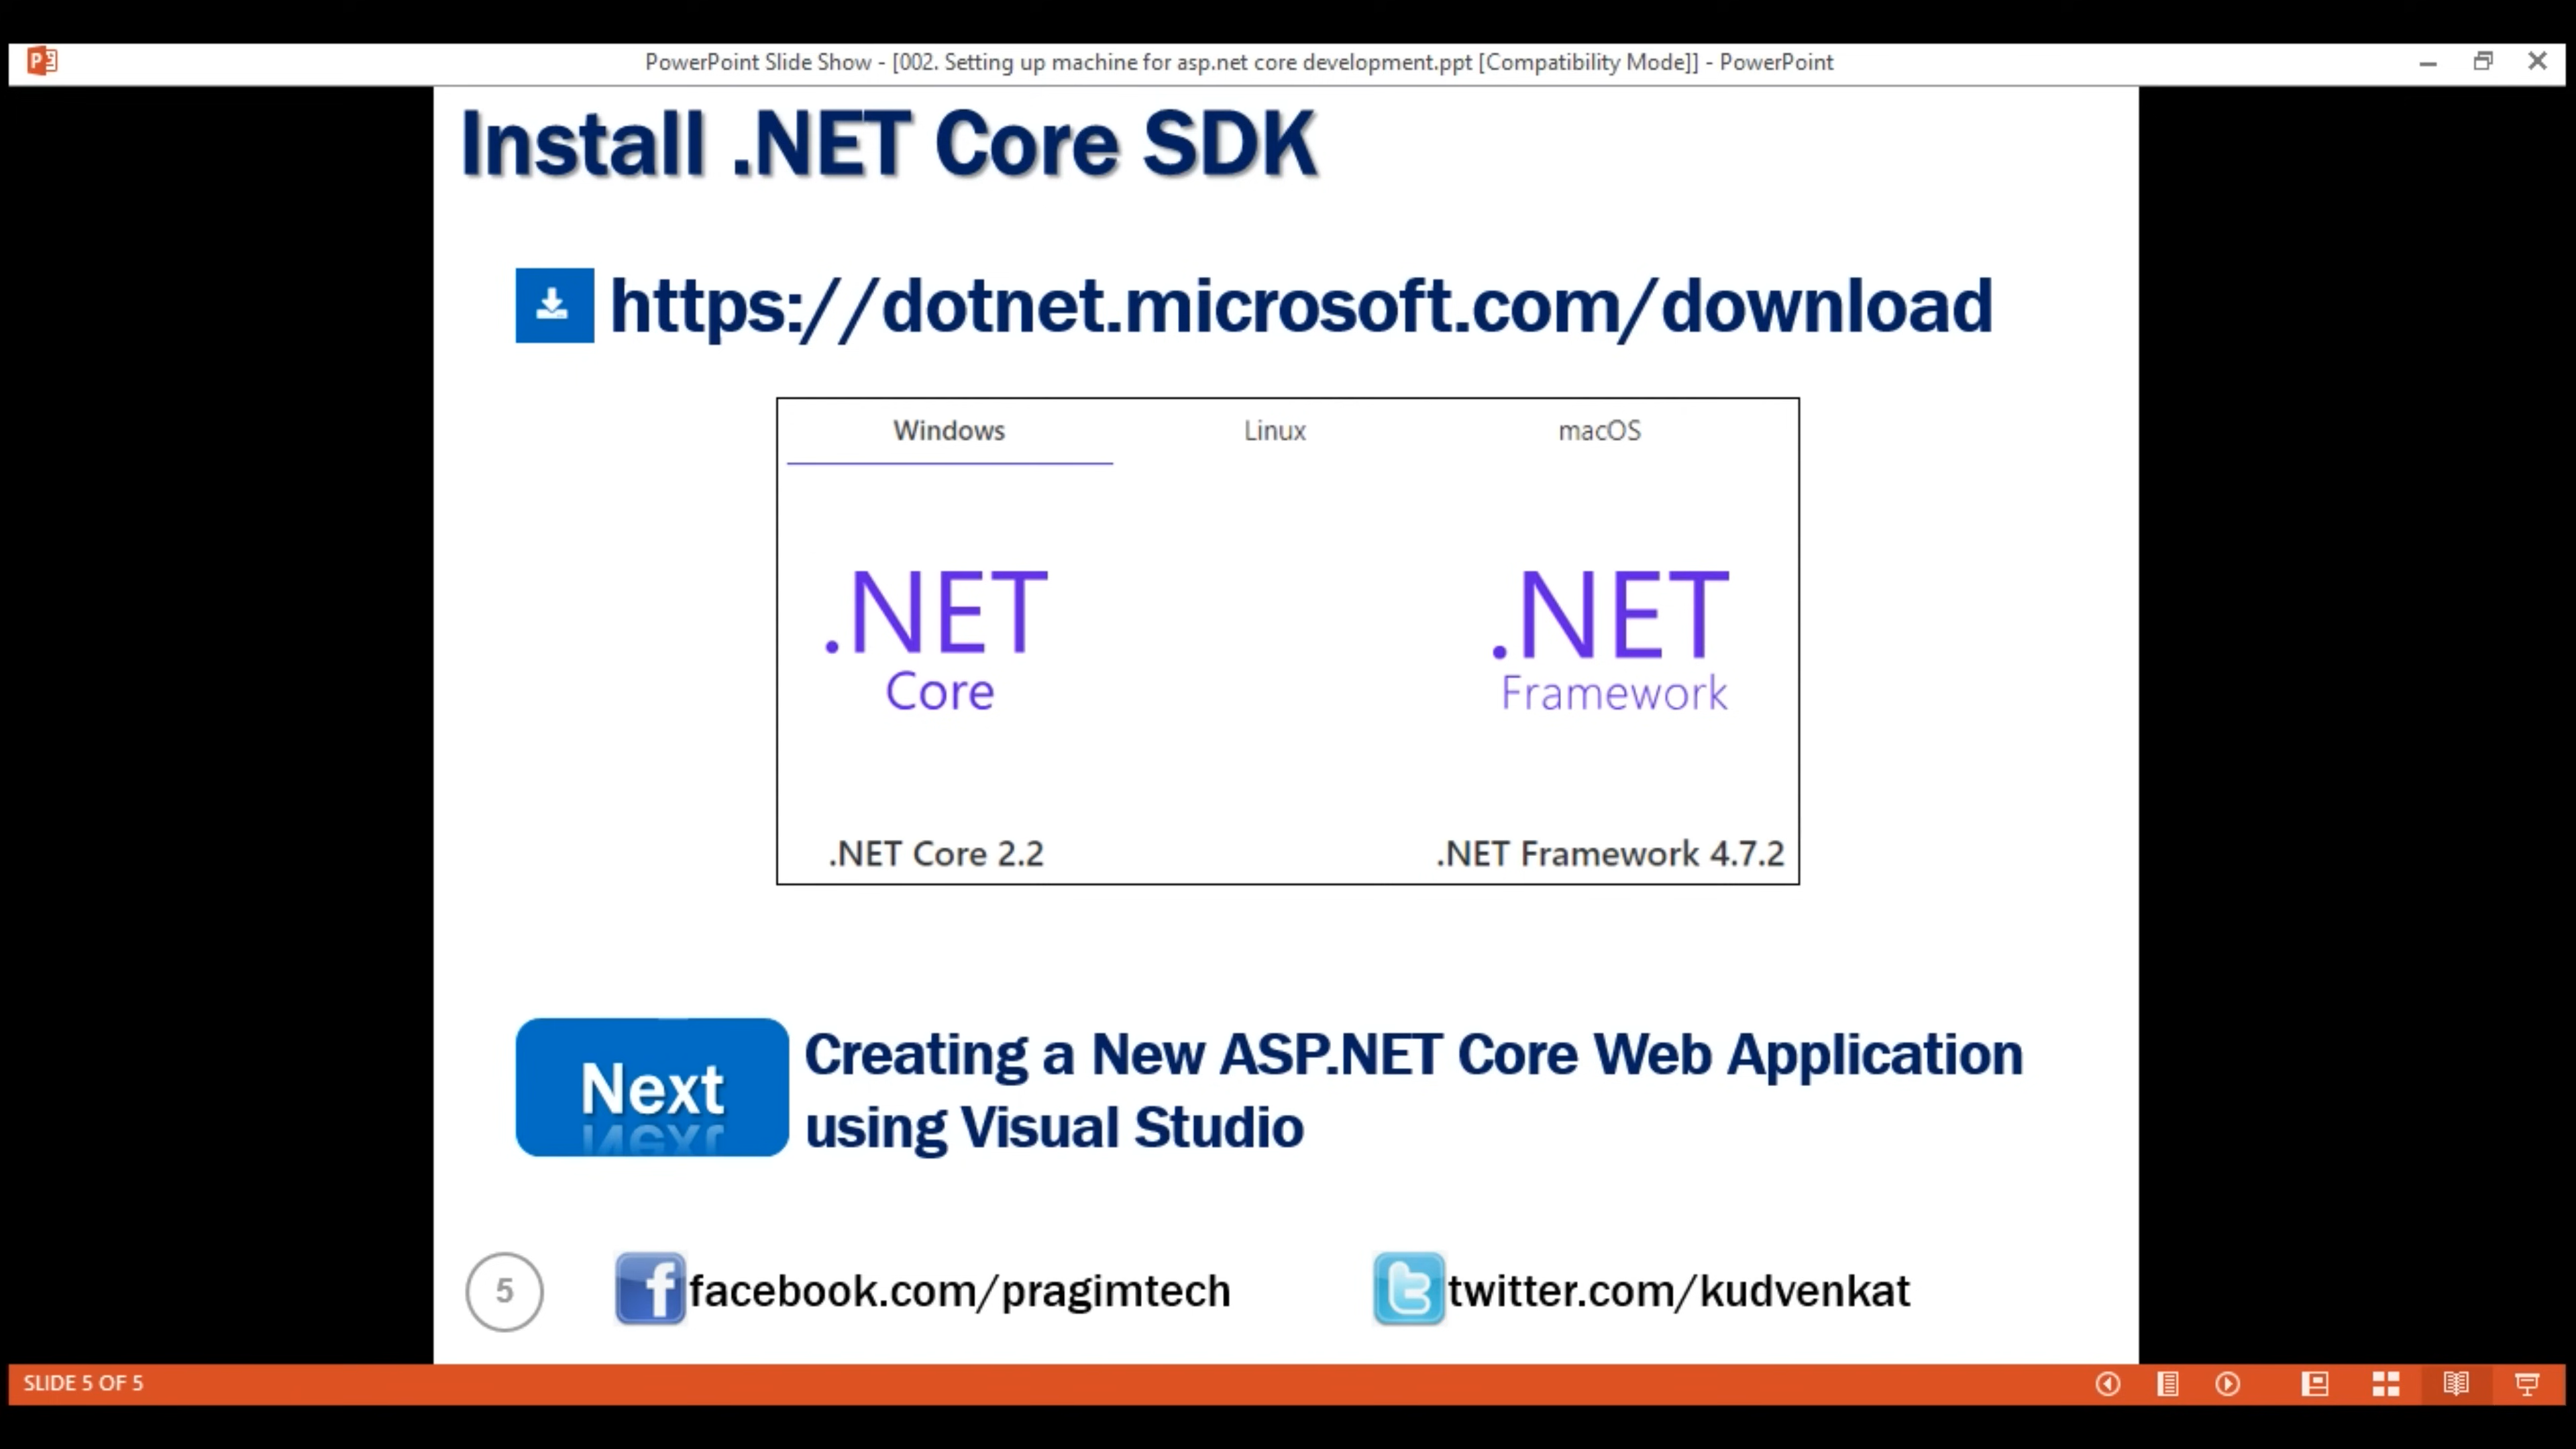 PowerPoint Slide Show - [002. Setting up machine for asp.net core development.ppt [Compatibility Mode]] - PowerPoint
Install .NET Core SDK
https://dotnet.microsoft.com/download
Windows Linux macOS
.NET
Core
.NET
Framework
.NET Core 2.2
.NET Framework 4.7.2
Next
Creating a New ASP.NET Core Web Application
using Visual Studio
5
facebook.com/pragimtech
twitter.com/kudvenkat
SLIDE 5 OF 5